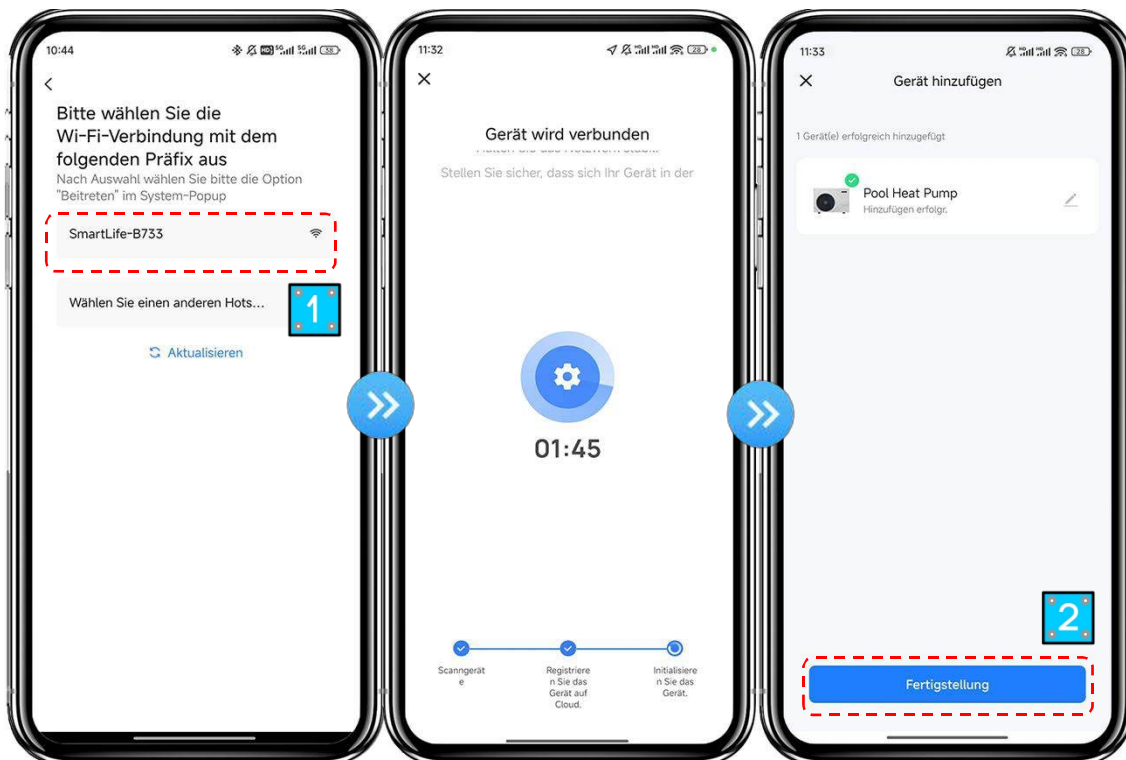 10:44
38
Bitte wählen Sie die
Wi-Fi-Verbindung mit dem
folgenden Präfix aus
Nach Auswahl wählen Sie bitte die Option
"Beitreten" im System-Popup
SmartLife-B733
Wählen Sie einen anderen Hots...
1
Aktualisieren
11:32
28
Gerät wird verbunden
Stellen Sie sicher, dass sich Ihr Gerät in der
01:45
Scanngerät
e
Registriere
n Sie das
Gerät auf
Cloud.
Initialisiere
n Sie das
Gerät.
11:33
28
Gerät hinzufügen
1 Gerät(e) erfolgreich hinzugefügt
Pool Heat Pump
Hinzufügen erfolgr.
2
Fertigstellung